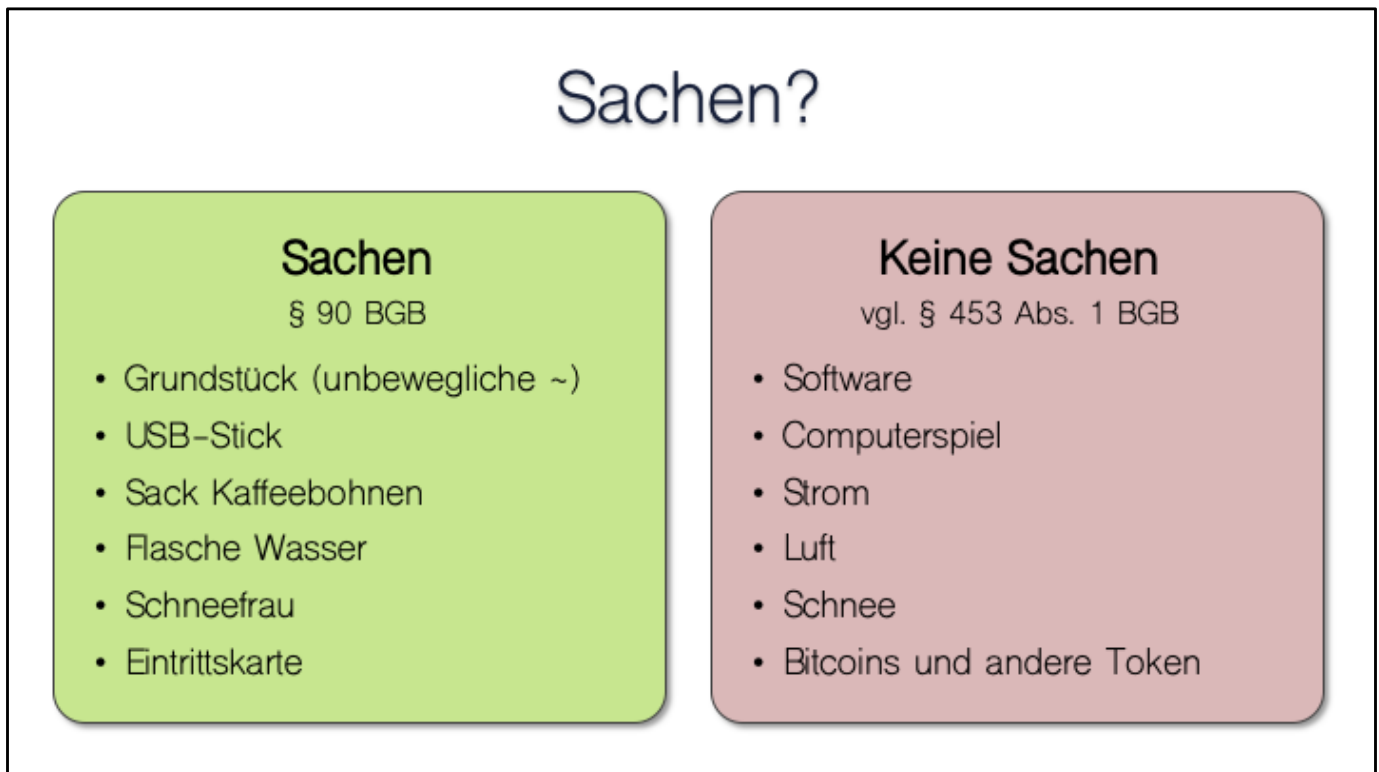 Sachen?
Sachen
§ 90 BGB
• Grundstück (unbewegliche ~)
• USB-Stick
• Sack Kaffeebohnen
• Flasche Wasser
• Schneefrau
• Eintrittskarte
Keine Sachen
vgl. § 453 Abs. 1 BGB
• Software
• Computerspiel
• Strom
• Luft
• Schnee
• Bitcoins und andere Token